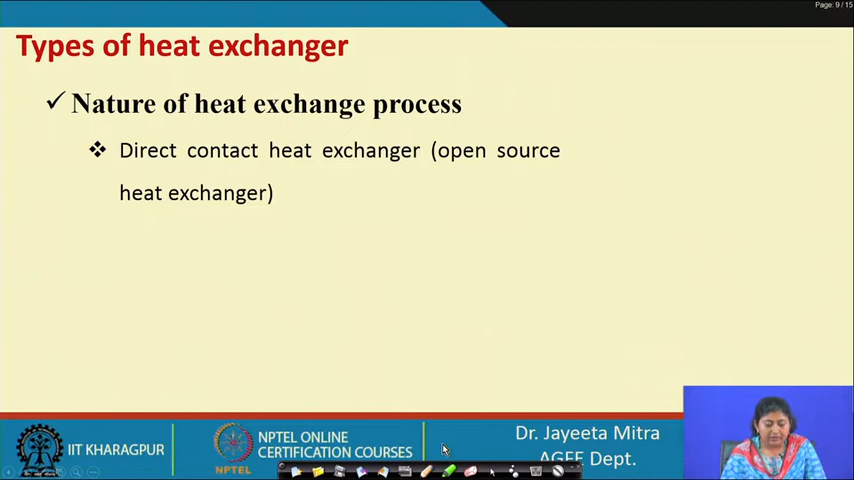 Page: 9 / 15
Types of heat exchanger
✓ Nature of heat exchange process
❖ Direct contact heat exchanger (open source
heat exchanger)
IIT KHARAGPUR
NPTEL
NPTEL ONLINE
CERTIFICATION COURSES
Dr. Jayeeta Mitra
AGFE Dept.